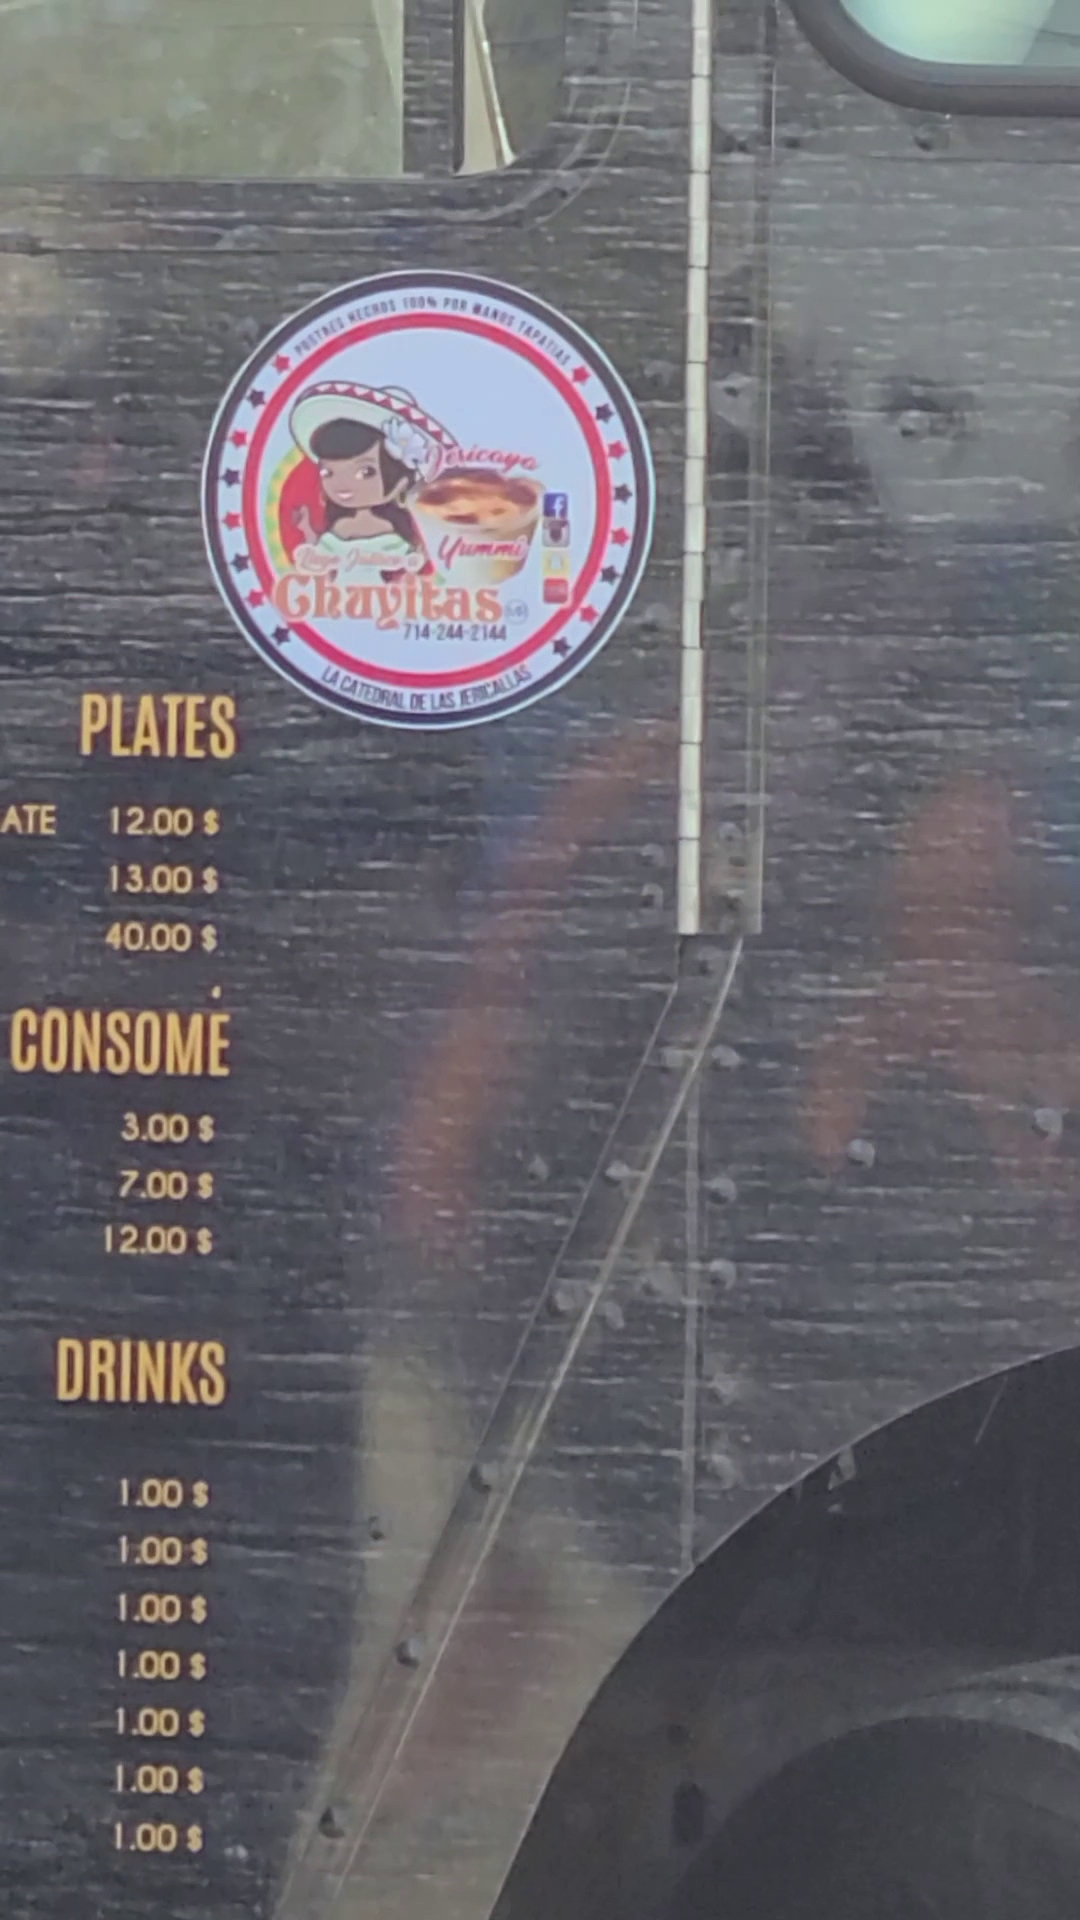 POSTRES HECHOS 100% POR MANOS TAPATIAS
Jericaya
Yummi
Chuyitas
714-244-2144
LA CATEDRAL DE LAS JERICALLAS
PLATES
ATE 12.00 $
13.00 $
40.00 $
CONSOMÉ
3.00 $
7.00 $
12.00 $
DRINKS
1.00 $
1.00 $
1.00 $
1.00 $
1.00 $
1.00 $
1.00 $